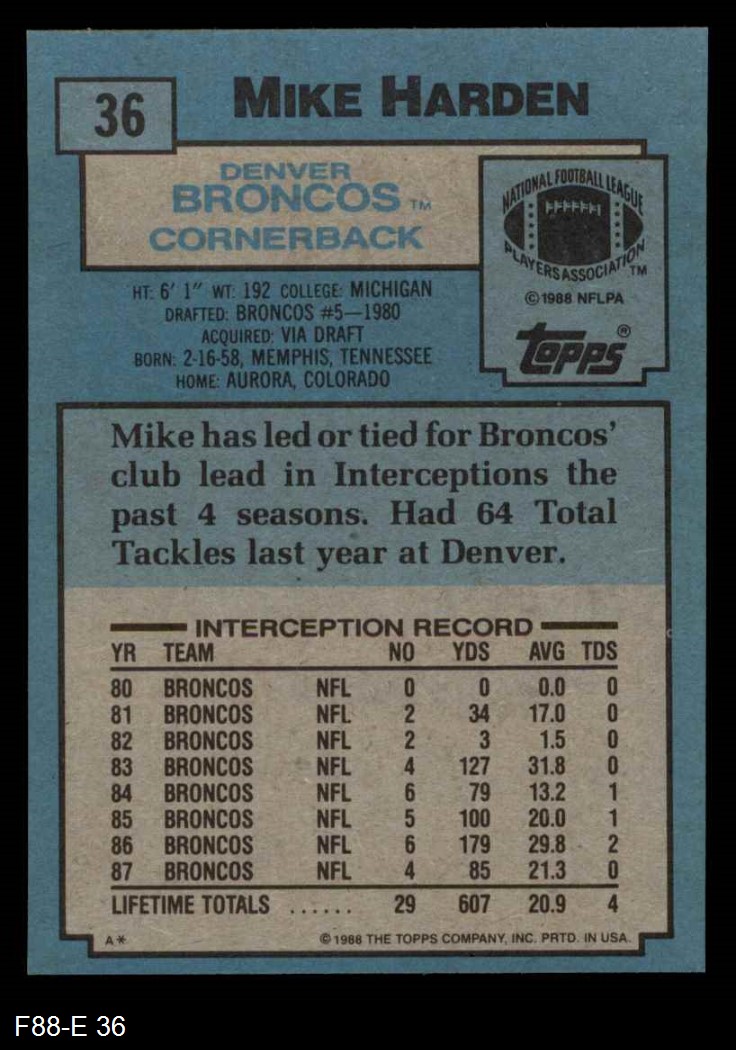 36
MIKE HARDEN
DENVER
BRONCOS TM
CORNERBACK
NATIONAL FOOTBALL LEAGUE
PLAYERS ASSOCIATION TM
© 1988 NFLPA
topps®
HT: 6' 1" WT: 192 COLLEGE: MICHIGAN
DRAFTED: BRONCOS #5—1980
ACQUIRED: VIA DRAFT
BORN: 2-16-58, MEMPHIS, TENNESSEE
HOME: AURORA, COLORADO
Mike has led or tied for Broncos'
club lead in Interceptions the
past 4 seasons. Had 64 Total
Tackles last year at Denver.
INTERCEPTION RECORD
YR TEAM NO YDS AVG TDS
80 BRONCOS NFL 0 0 0.0 0
81 BRONCOS NFL 2 34 17.0 0
82 BRONCOS NFL 2 3 1.5 0
83 BRONCOS NFL 4 127 31.8 0
84 BRONCOS NFL 6 79 13.2 1
85 BRONCOS NFL 5 100 20.0 1
86 BRONCOS NFL 6 179 29.8 2
87 BRONCOS NFL 4 85 21.3 0
LIFETIME TOTALS ...... 29 607 20.9 4
A* © 1988 THE TOPPS COMPANY, INC. PRTD. IN USA.
F88-E 36